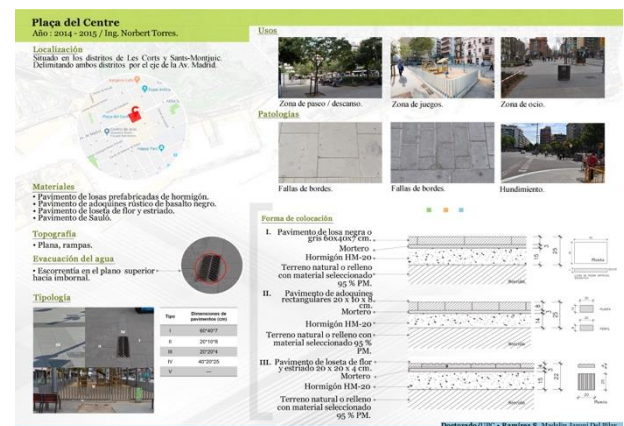 Plaça del Centre
Año : 2014 - 2015 / Ing. Norbert Torres.
Localización
Situado en los distritos de Les Corts y Sants-Montjuic.
Delimitando ambos distritos por el eje de la Av. Madrid.
Materiales
• Pavimento de losas prefabricadas de hormigón.
• Pavimento de adoquines rústico de basalto negro.
• Pavimento de loseta de flor y estriado.
• Pavimento de Sauló.
Topografía
• Plana, rampas.
Evacuación del agua
• Escorrentía en el plano superior
hacia imbornal.
Tipología
Tipo
Dimensiones de
pavimentos (cm)
I
60*40*7
II
20*10*8
III
20*20*4
IV
40*20*25
V
Usos
Zona de paseo / descanso.
Zona de juegos.
Zona de ocio.
Patologías
Fallas de bordes.
Fallas de bordes.
Hundimiento.
Forma de colocación
I. Pavimento de losa negra o
gris 60x40x7 cm.
Mortero
Hormigón HM-20
Terreno natural o relleno
con material seleccionado
95 % PM.
II. Pavimento de adoquines
rectangulares 20 x 10 x 8
cm.
Mortero
Hormigón HM-20
Terreno natural o relleno con
material seleccionado 95 %
PM.
III. Pavimento de loseta de flor
y estriado 20 x 20 x 4 cm.
Mortero
Hormigón HM-20
Terreno natural o relleno
con material seleccionado
95 % PM.